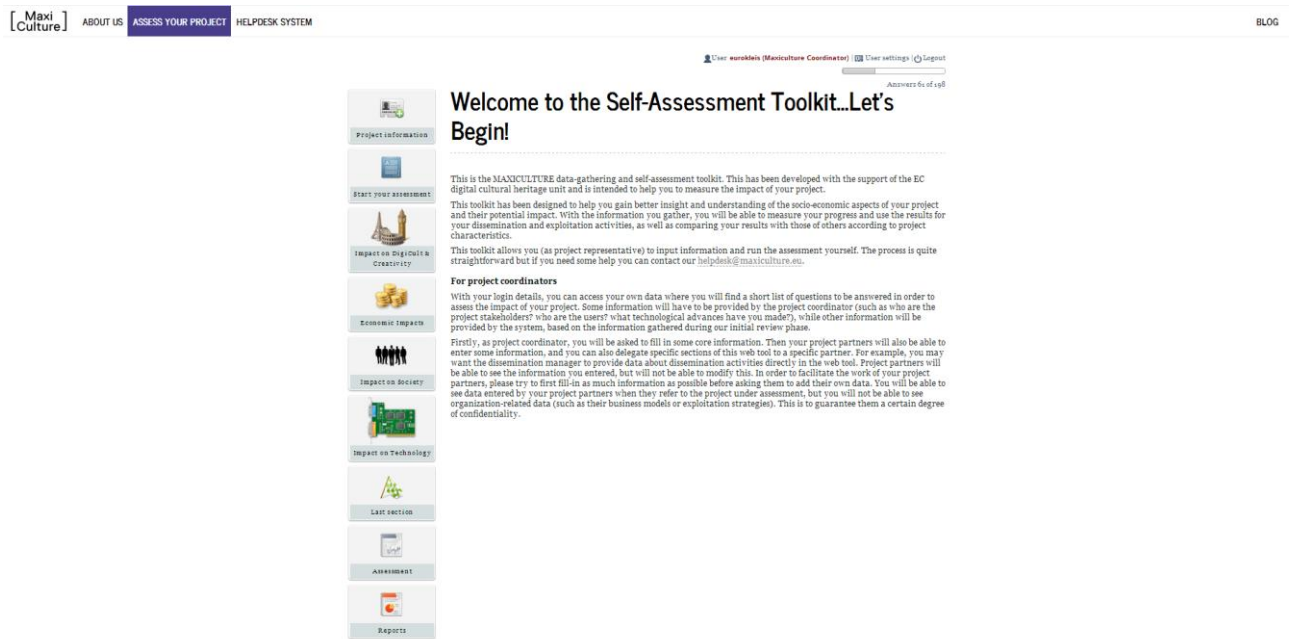 [ Maxi Culture ]
ABOUT US ASSESS YOUR PROJECT HELPDESK SYSTEM
BLOG
User eurokleis (Maxiculture Coordinator) | User settings | Logout
Answers 61 of 198
Project information
Start your assessment
Impact on DigiCult &
Creativity
Economic Impacts
Impact on Society
Impact on Technology
Last section
Assessment
Reports
Welcome to the Self-Assessment Toolkit...Let's
Begin!
This is the MAXICULTURE data-gathering and self-assessment toolkit. This has been developed with the support of the EC
digital cultural heritage unit and is intended to help you to measure the impact of your project.
This toolkit has been designed to help you gain better insight and understanding of the socio-economic aspects of your project
and their potential impact. With the information you gather, you will be able to measure your progress and use the results for
your dissemination and exploitation activities, as well as comparing your results with those of others according to project
characteristics.
This toolkit allows you (as project representative) to input information and run the assessment yourself. The process is quite
straightforward but if you need some help you can contact our helpdesk@maxiculture.eu.
For project coordinators
With your login details, you can access your own data where you will find a short list of questions to be answered in order to
assess the impact of your project. Some information will have to be provided by the project coordinator (such as who are the
project stakeholders? who are the users? what technological advances have you made?), while other information will be
provided by the system, based on the information gathered during our initial review phase.
Firstly, as project coordinator, you will be asked to fill in some core information. Then your project partners will also be able to
enter some information, and you can also delegate specific sections of this web tool to a specific partner. For example, you may
want the dissemination manager to provide data about dissemination activities directly in the web tool. Project partners will
be able to see the information you entered, but will not be able to modify this. In order to facilitate the work of your project
partners, please try to first fill-in as much information as possible before asking them to add their own data. You will be able to
see data entered by your project partners when they refer to the project under assessment, but you will not be able to see
organization-related data (such as their business models or exploitation strategies). This is to guarantee them a certain degree
of confidentiality.